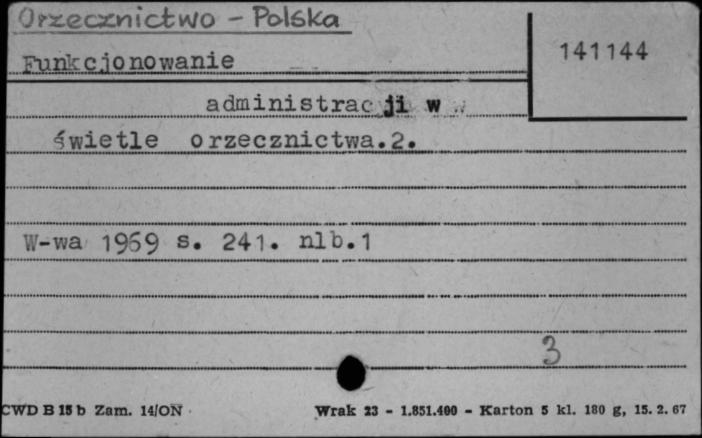 Orzecznictwo - Polska
141144
Funkcjonowanie
administracji w
świetle orzecznictwa.2.
W-wa 1969 s. 241. nlb.1
3
CWD B 15 b Zam. 14/ON Wrak 23 - 1.851.400 - Karton 5 kl. 180 g, 15. 2. 67